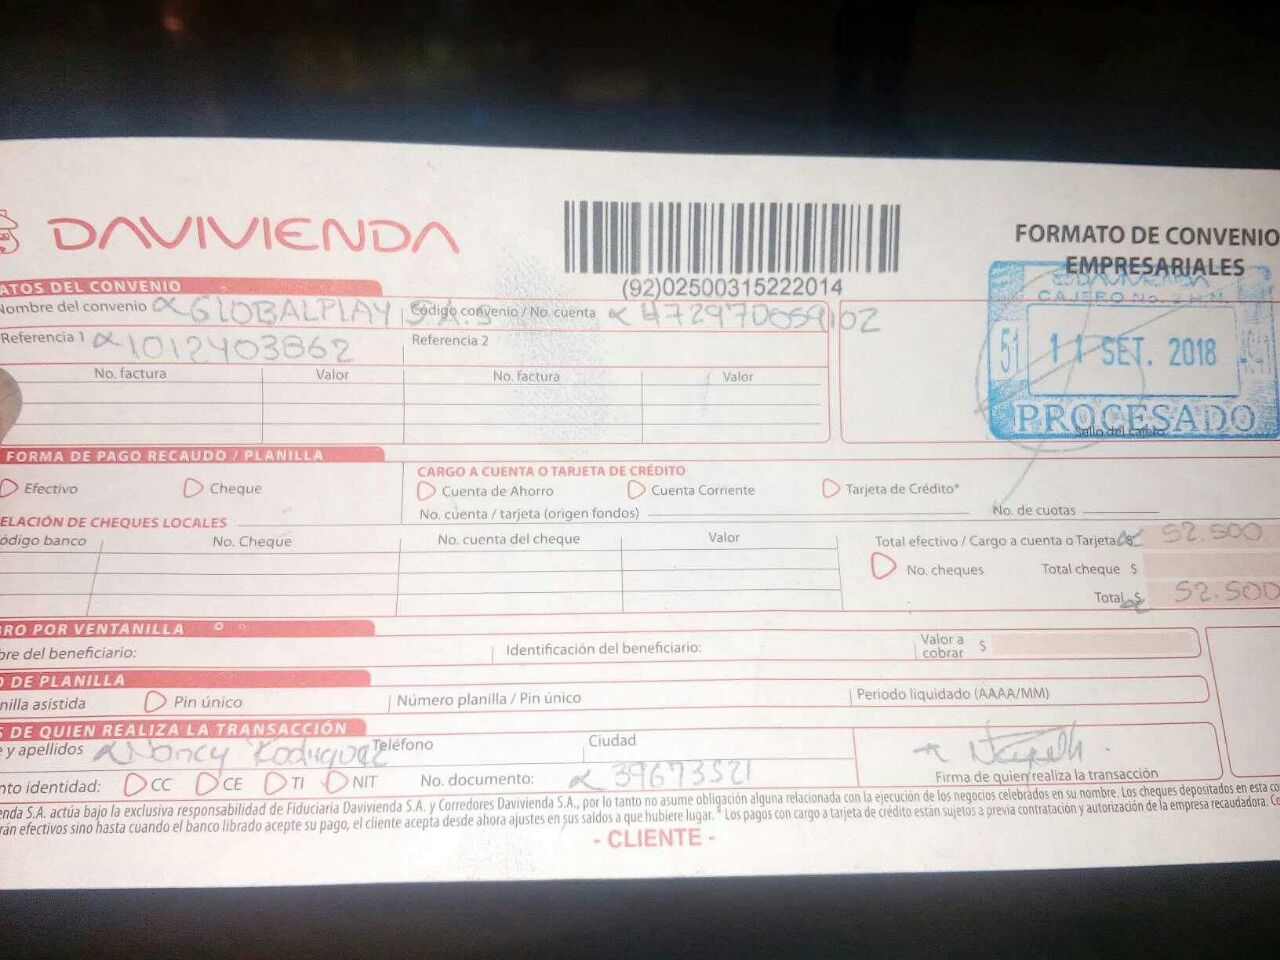 DAVIVIENDA
(92)02500315222014
FORMATO DE CONVENIO
EMPRESARIALES
ATOS DEL CONVENIO
Nombre del convenio GLOBALPLAY S.A.S Código convenio / No. cuenta
Referencia 1 1012403862 Referencia 2
No. factura Valor No. factura Valor
51 11 SET. 2018
PROCESADO
Sello del cajero
FORMA DE PAGO RECAUDO / PLANILLA
CARGO A CUENTA O TARJETA DE CRÉDITO
Efectivo Cheque Cuenta de Ahorro Cuenta Corriente Tarjeta de Crédito*
No. cuenta / tarjeta (origen fondos) No. de cuotas
ELACIÓN DE CHEQUES LOCALES
ódigo banco No. Cheque No. cuenta del cheque Valor Total efectivo / Cargo a cuenta o Tarjeta $ 52.500
No. cheques Total cheque $
Total $ 52.500
BRO POR VENTANILLA
bre del beneficiario: Identificación del beneficiario: Valor a cobrar $
O DE PLANILLA
nilla asistida Pin único Número planilla / Pin único Periodo liquidado (AAAA/MM)
S DE QUIEN REALIZA LA TRANSACCIÓN
e y apellidos Nancy Teléfono Ciudad
nto identidad: CC CE TI NIT No. documento: 39673521 Firma de quien realiza la transacción
enda S.A. actúa bajo la exclusiva responsabilidad de Fiduciaria Davivienda S.A. y Corredores Davivienda S.A., por lo tanto no asume obligación alguna relacionada con la ejecución de los negocios celebrados en su nombre. Los cheques depositados en esta co
rán efectivos sino hasta cuando el banco librado acepte su pago, el cliente acepta desde ahora ajustes en sus saldos a que hubiere lugar. * Los pagos con cargo a tarjeta de crédito están sujetos a previa contratación y autorización de la empresa recaudadora. Co
- CLIENTE -